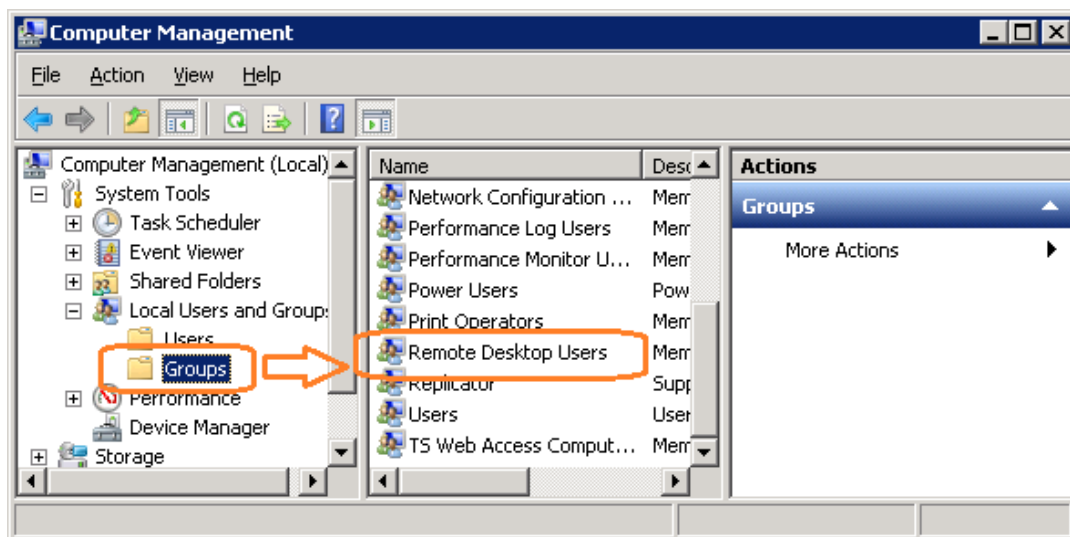 Computer Management
File Action View Help
Computer Management (Local)
System Tools
Task Scheduler
Event Viewer
Shared Folders
Local Users and Group
Users
Groups
Performance
Device Manager
Storage
Name Desc
Network Configuration ... Mem
Performance Log Users Mem
Performance Monitor U... Mem
Power Users Pow
Print Operators Mem
Remote Desktop Users Mem
Replicator Supp
Users User
TS Web Access Comput... Mem
Actions
Groups
More Actions